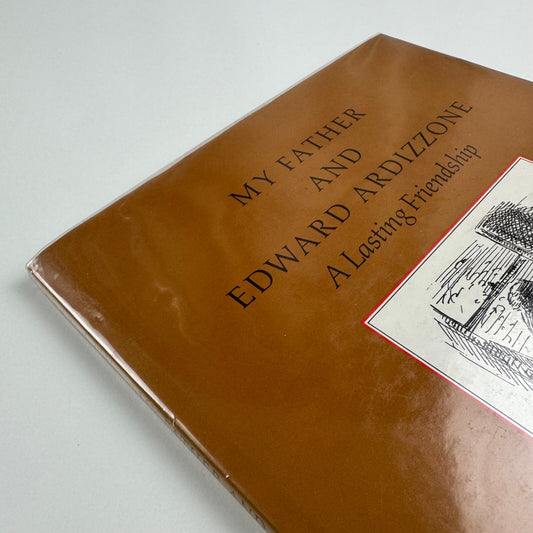 MY FATHER
AND
EDWARD ARDIZZONE
A Lasting Friendship